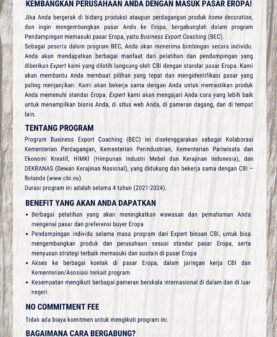 KEMBANGKAN PERUSAHAAN ANDA DENGAN MASUK PASAR EROPA!
Jika Anda bergerak di bidang produksi ataupun perdagangan produk home decoration,
dan ingin mengembangkan pasar Anda ke Eropa, bergabunglah dalam program
Pendampingan memasuki pasar Eropa, yaitu Business Export Coaching (BEC).
Sebagai peserta dalam program BEC, Anda akan menerima bimbingan secara individu.
Anda akan mendapatkan berbagai manfaat dari pelatihan dan pendampingan yang
diberikan Expert kami yang dilatih langsung oleh CBI dengan standar pasar Eropa. Kami
akan membantu Anda membuat pilihan yang tepat dan mengidentifikasi pasar yang
paling menjanjikan. Kami akan bekerja sama dengan Anda untuk memastikan produk
Anda memenuhi standar Eropa. Expert kami akan mengajari Anda cara yang lebih baik
untuk menampilkan bisnis Anda, di situs web Anda, di pameran dagang, dan di tempat
lain.
TENTANG PROGRAM
Program Business Export Coaching (BEC) ini diselenggarakan sebagai Kolaborasi
Kementerian Perdagangan, Kementerian Perindustrian, Kementerian Pariwisata dan
Ekonomi Kreatif, HIMKI (Himpunan Industri Mebel dan Kerajinan Indonesia), dan
DEKRANAS (Dewan Kerajinan Nasional), yang didukung dan bekerja sama dengan CBI –
Belanda (www.cbi.eu).
Durasi program ini adalah selama 4 tahun (2021-2024).
BENEFIT YANG AKAN ANDA DAPATKAN
• Berbagai pelatihan yang akan meningkatkan wawasan dan pemahaman Anda
mengenai pasar dan preferensi buyer Eropa
• Pendampingan individu selama masa program dari Expert binaan CBI, untuk bisa
mengembangkan produk dan perusahaan sesuai standar pasar Eropa, serta
menyusun strategi terbaik memasuki dan sustain di pasar Eropa
• Akses ke berbagai kontak di pasar Eropa, dalam jaringan kerja CBI dan
Kementerian/Asosiasi terkait program
• Kesempatan mengikuti berbagai pameran berskala internasional di dalam dan di luar
negeri
NO COMMITMENT FEE
Tidak ada biaya komitmen untuk mengikuti program ini.
BAGAIMANA CARA BERGABUNG?